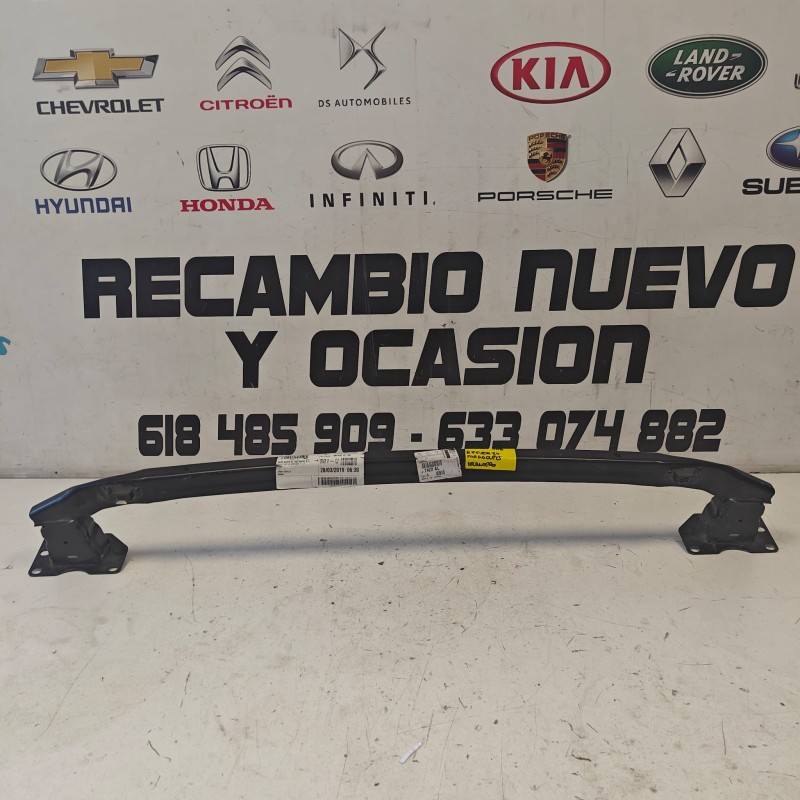 CHEVROLET
CITROËN
DS AUTOMOBILES
KIA
LAND-
ROVER
HYUNDAI
HONDA
INFINITI.
PORSCHE
PORSCHE
RECAMBIO NUEVO
Y OCASION
618 485 909 - 633 074 882
28/03/2019